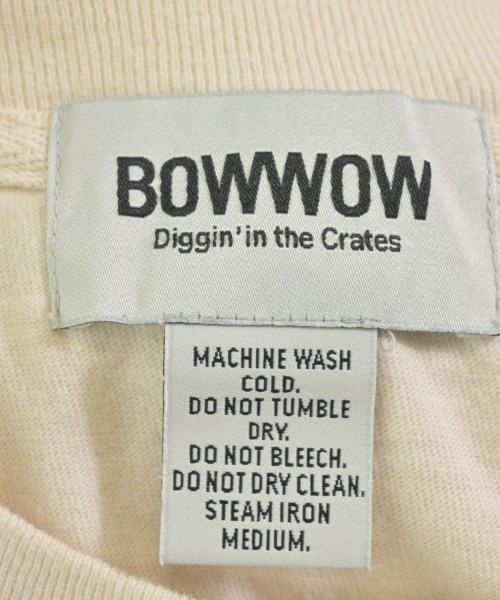 BOWWOW
Diggin' in the Crates
MACHINE WASH
COLD.
DO NOT TUMBLE
DRY.
DO NOT BLEECH.
DO NOT DRY CLEAN.
STEAM IRON
MEDIUM.